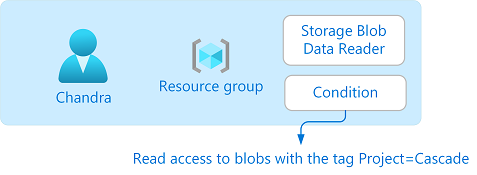 Chandra
Resource group
Storage Blob
Data Reader
Condition
Read access to blobs with the tag Project=Cascade